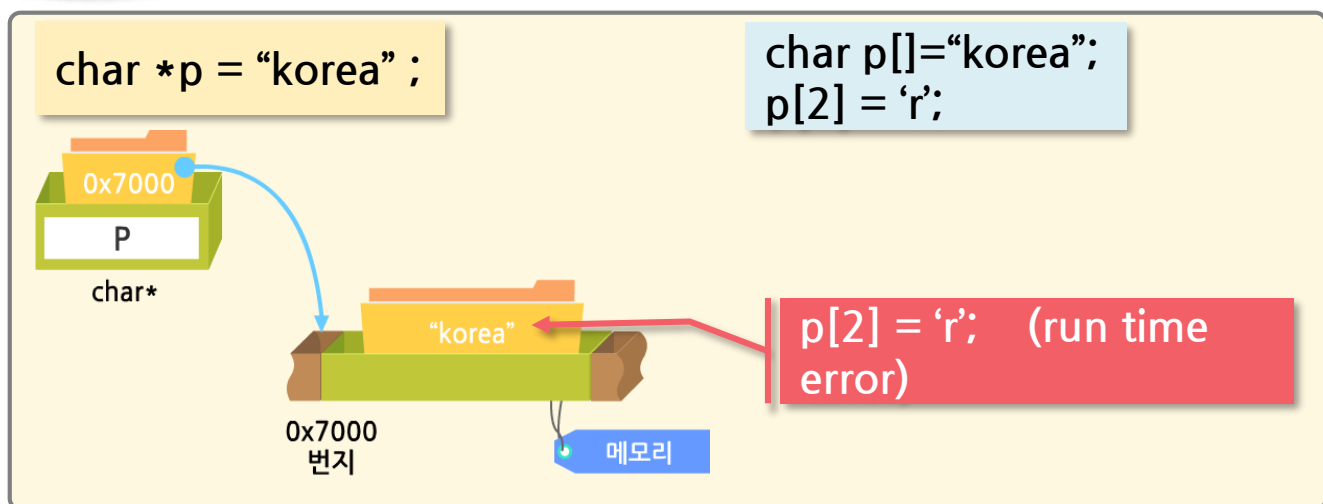 char *p = “korea” ;
char p[]=“korea”;
p[2] = ‘r’;
0x7000
P
char*
“korea”
p[2] = ‘r’; (run time
error)
0x7000
번지
메모리